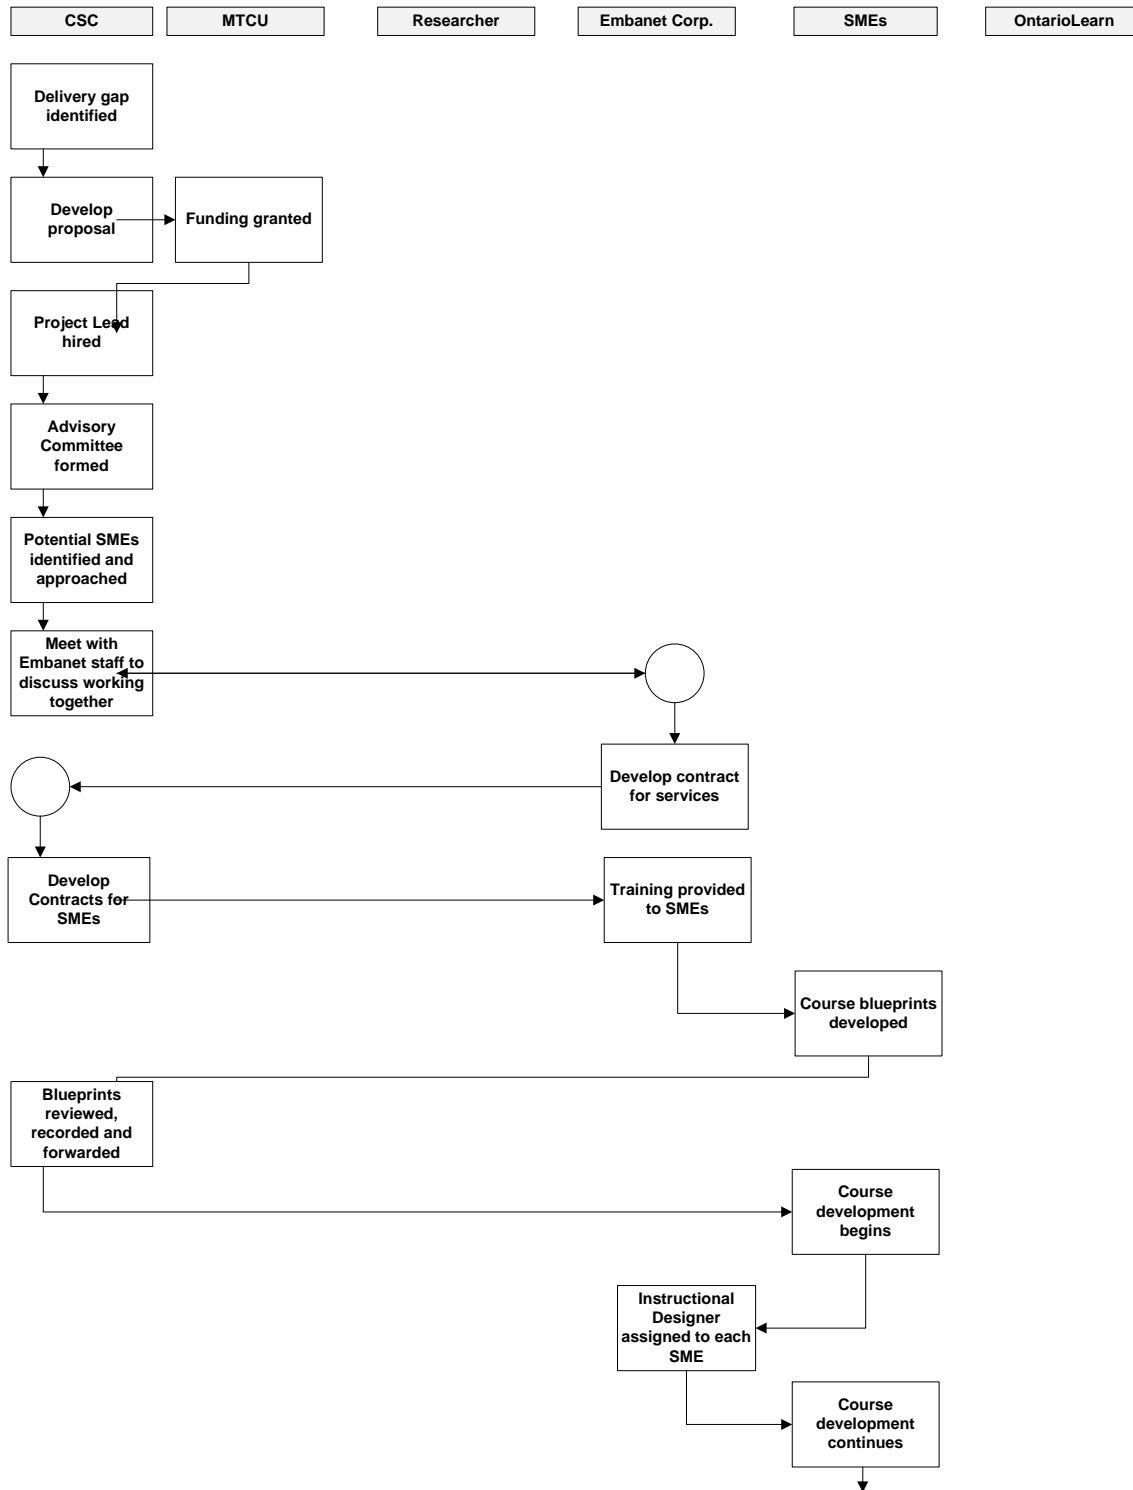 CSC
MTCU
Researcher
Embanet Corp.
SMEs
OntarioLearn
Delivery gap
identified
Develop
proposal
Funding granted
Project Lead
hired
Advisory
Committee
formed
Potential SMEs
identified and
approached
Meet with
Embanet staff to
discuss working
together
Develop contract
for services
Develop
Contracts for
SMEs
Training provided
to SMEs
Course blueprints
developed
Blueprints
reviewed,
recorded and
forwarded
Course
development
begins
Instructional
Designer
assigned to each
SME
Course
development
continues